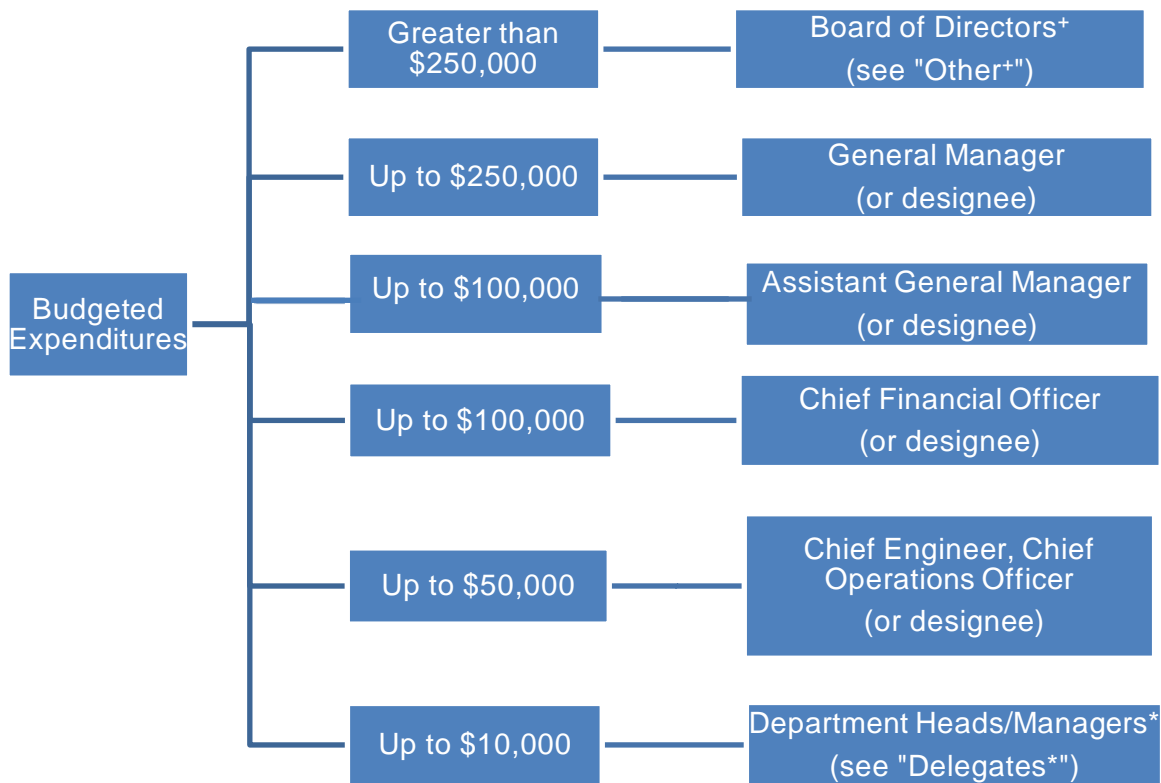 Greater than
$250,000
Board of Directors⁺
(see "Other⁺")
Up to $250,000
General Manager
(or designee)
Up to $100,000
Assistant General Manager
(or designee)
Budgeted
Expenditures
Up to $100,000
Chief Financial Officer
(or designee)
Up to $50,000
Chief Engineer, Chief
Operations Officer
(or designee)
Up to $10,000
Department Heads/Managers*
(see "Delegates*")